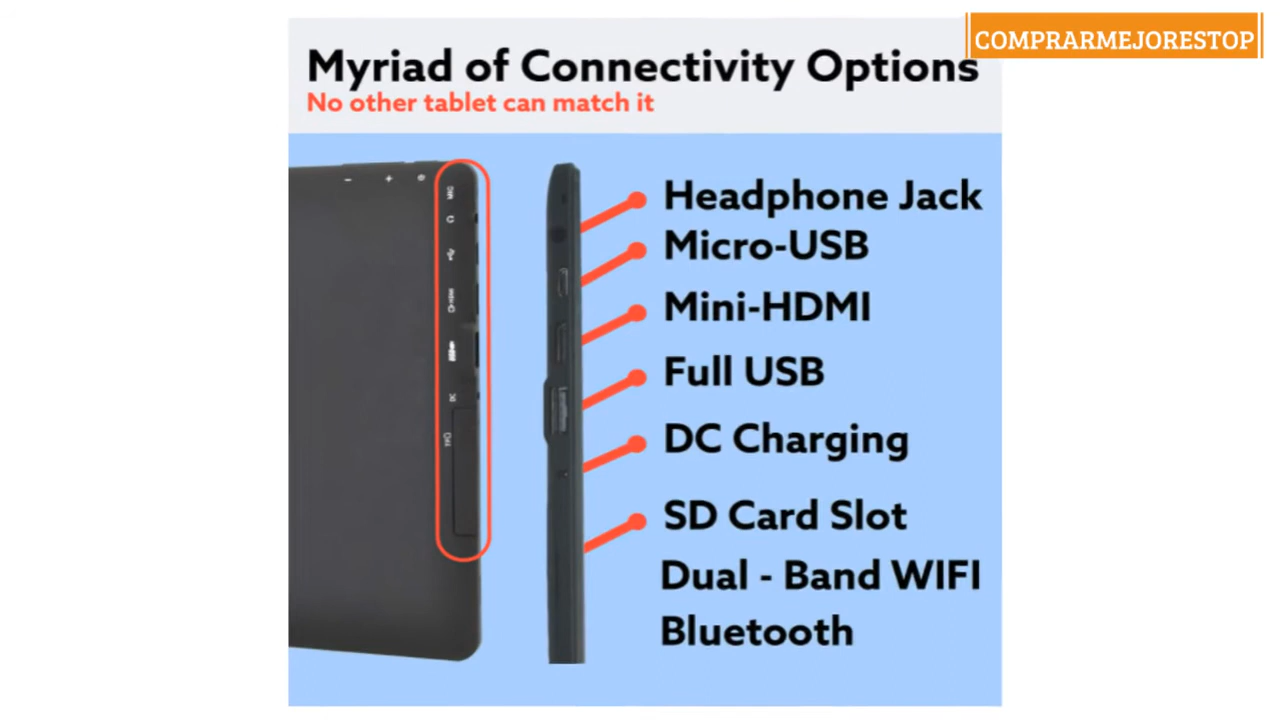 COMPRARMEJORESTOP
Myriad of Connectivity Options
No other tablet can match it
Headphone Jack
Micro-USB
Mini-HDMI
Full USB
DC Charging
SD Card Slot
Dual - Band WIFI
Bluetooth